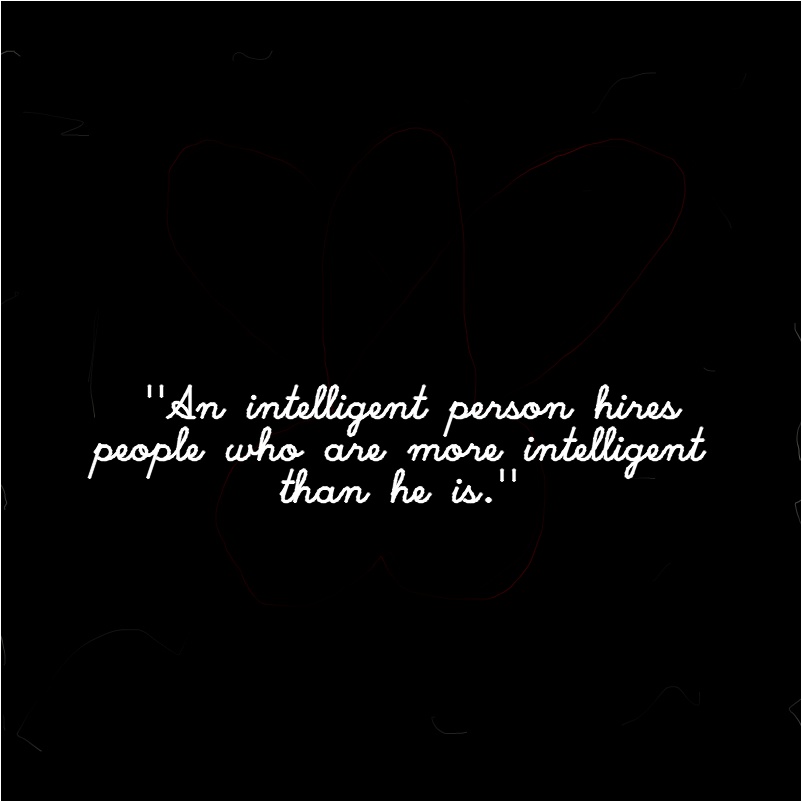 "An intelligent person hires
people who are more intelligent
than he is."